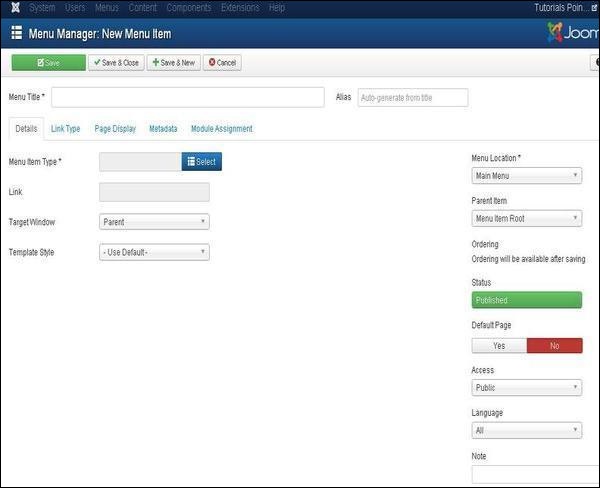 System Users Menus Content Components Extensions Help Tutorials Poin...
Menu Manager: New Menu Item
Joom
Save Save & Close Save & New Cancel
Menu Title * Alias Auto-generate from title
Details Link Type Page Display Metadata Module Assignment
Menu Item Type * Select
Link
Target Window Parent
Template Style - Use Default -
Menu Location *
Main Menu
Parent Item
Menu Item Root
Ordering
Ordering will be available after saving
Status
Published
Default Page
Yes No
Access
Public
Language
All
Note